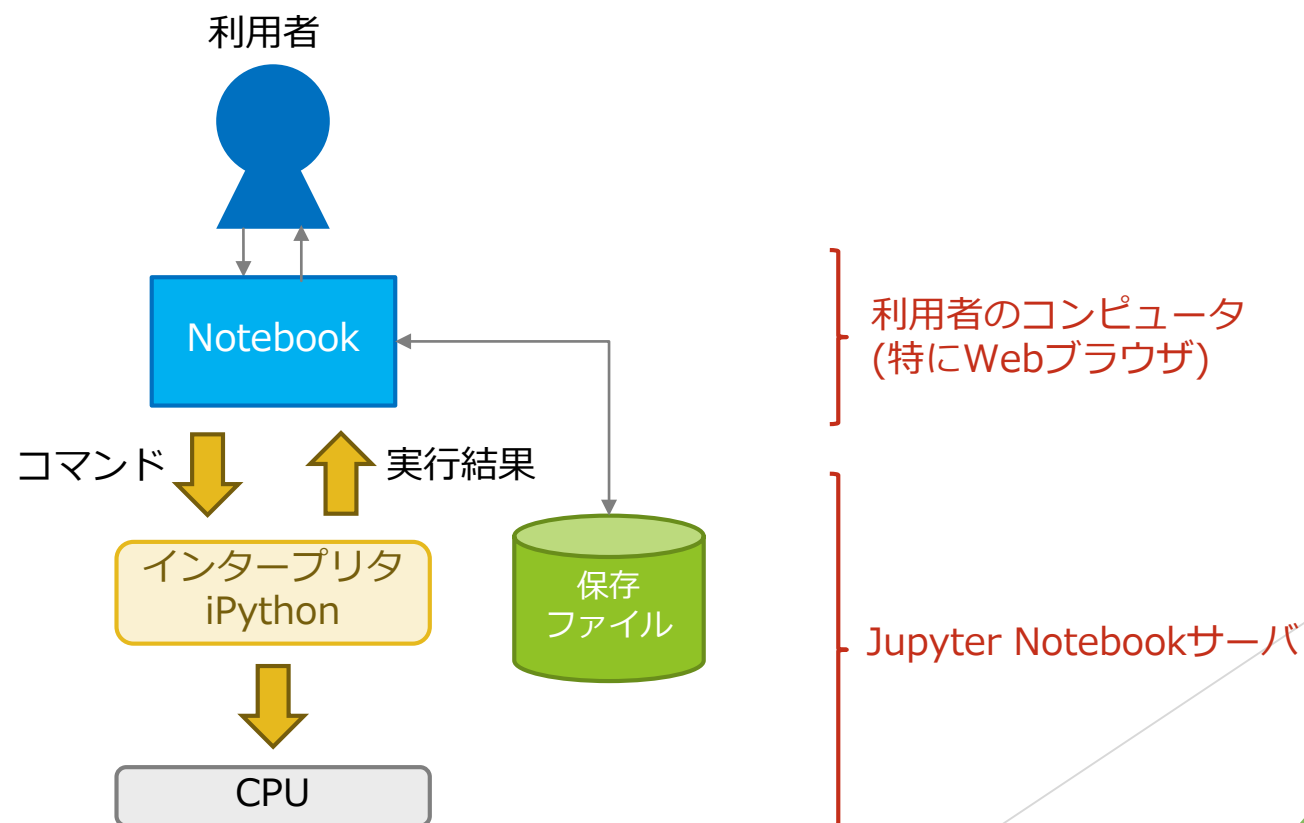 利用者
Notebook
利用者のコンピュータ
(特にWebブラウザ)
コマンド
実行結果
インタープリタ
iPython
保存
ファイル
Jupyter Notebookサーバ
CPU